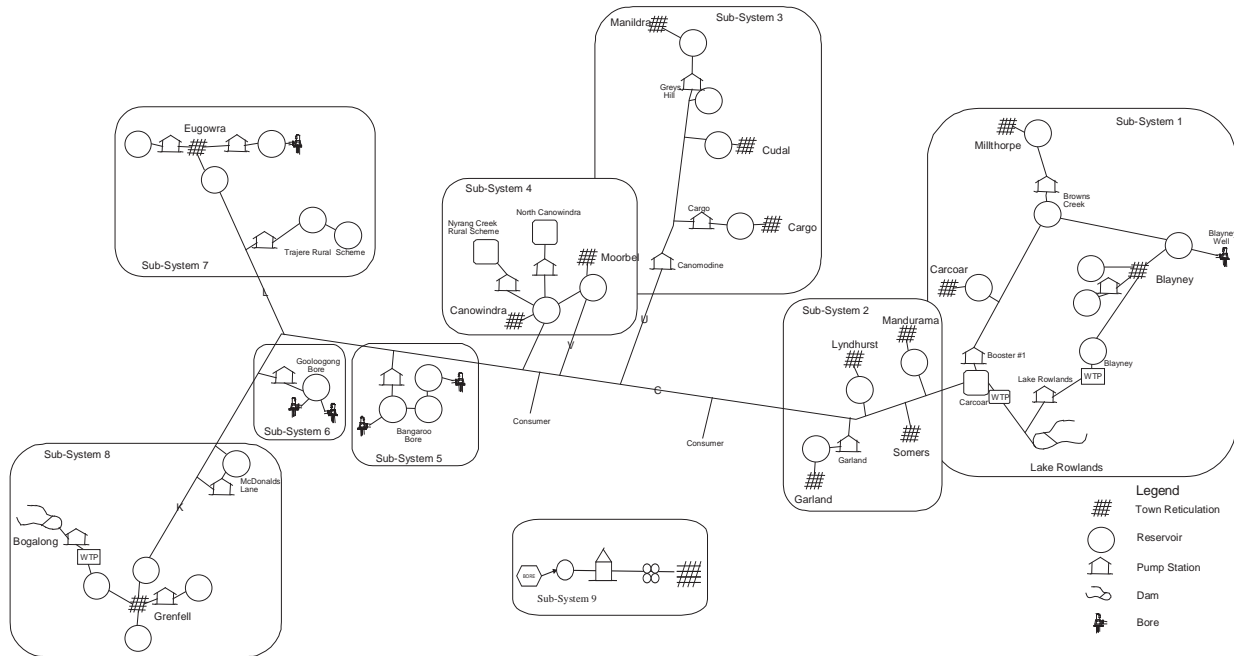 Sub-System 3
Manildra
Greys
Hill
Cudal
Cargo
Cargo
Canomodine
Sub-System 1
Millthorpe
Browns
Creek
Blayney
Well
Blayney
Carcoar
Booster #1
Blayney
WTP
Lake Rowlands
WTP
Carcoar
Lake Rowlands
Eugowra
Trajere Rural Scheme
Sub-System 7
Sub-System 4
North Canowindra
Nyrang Creek
Rural Scheme
Moorbel
Canowindra
Sub-System 2
Mandurama
Lyndhurst
Garland
Somers
Garland
L
V
U
C
K
Consumer
Consumer
Gooloogong
Bore
Sub-System 6
Bangaroo
Bore
Sub-System 5
Sub-System 8
McDonalds
Lane
Bogalong
WTP
Grenfell
BORE
Sub-System 9
Legend
Town Reticulation
Reservoir
Pump Station
Dam
Bore